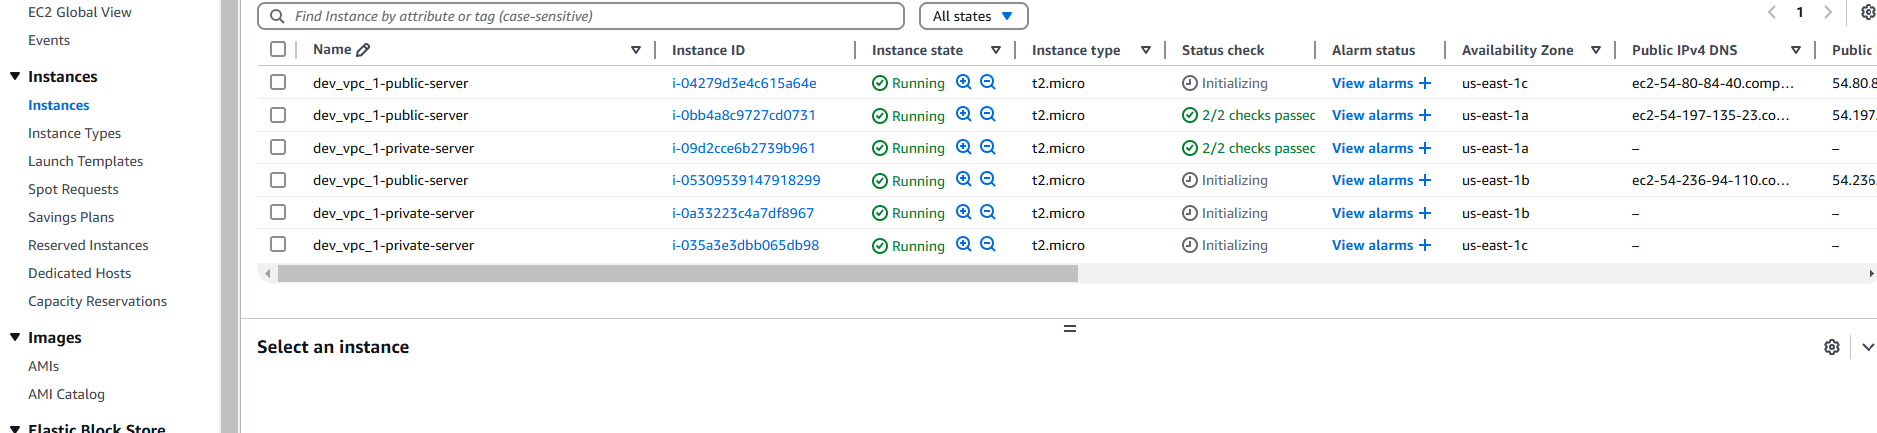 EC2 Global View
Events
Instances
Instances
Instance Types
Launch Templates
Spot Requests
Savings Plans
Reserved Instances
Dedicated Hosts
Capacity Reservations
Images
AMIs
AMI Catalog
Elastic Block Store
Find Instance by attribute or tag (case-sensitive) All states 1
Name Instance ID Instance state Instance type Status check Alarm status Availability Zone Public IPv4 DNS Public
dev_vpc_1-public-server i-04279d3e4c615a64e Running t2.micro Initializing View alarms + us-east-1c ec2-54-80-84-40.comp... 54.80.8
dev_vpc_1-public-server i-0bb4a8c9727cd0731 Running t2.micro 2/2 checks passed View alarms + us-east-1a ec2-54-197-135-23.co... 54.197.
dev_vpc_1-private-server i-09d2cce6b2739b961 Running t2.micro 2/2 checks passed View alarms + us-east-1a – –
dev_vpc_1-public-server i-05309539147918299 Running t2.micro Initializing View alarms + us-east-1b ec2-54-236-94-110.co... 54.236.
dev_vpc_1-private-server i-0a33223c4a7df8967 Running t2.micro Initializing View alarms + us-east-1b – –
dev_vpc_1-private-server i-035a3e3dbb065db98 Running t2.micro Initializing View alarms + us-east-1c – –
Select an instance